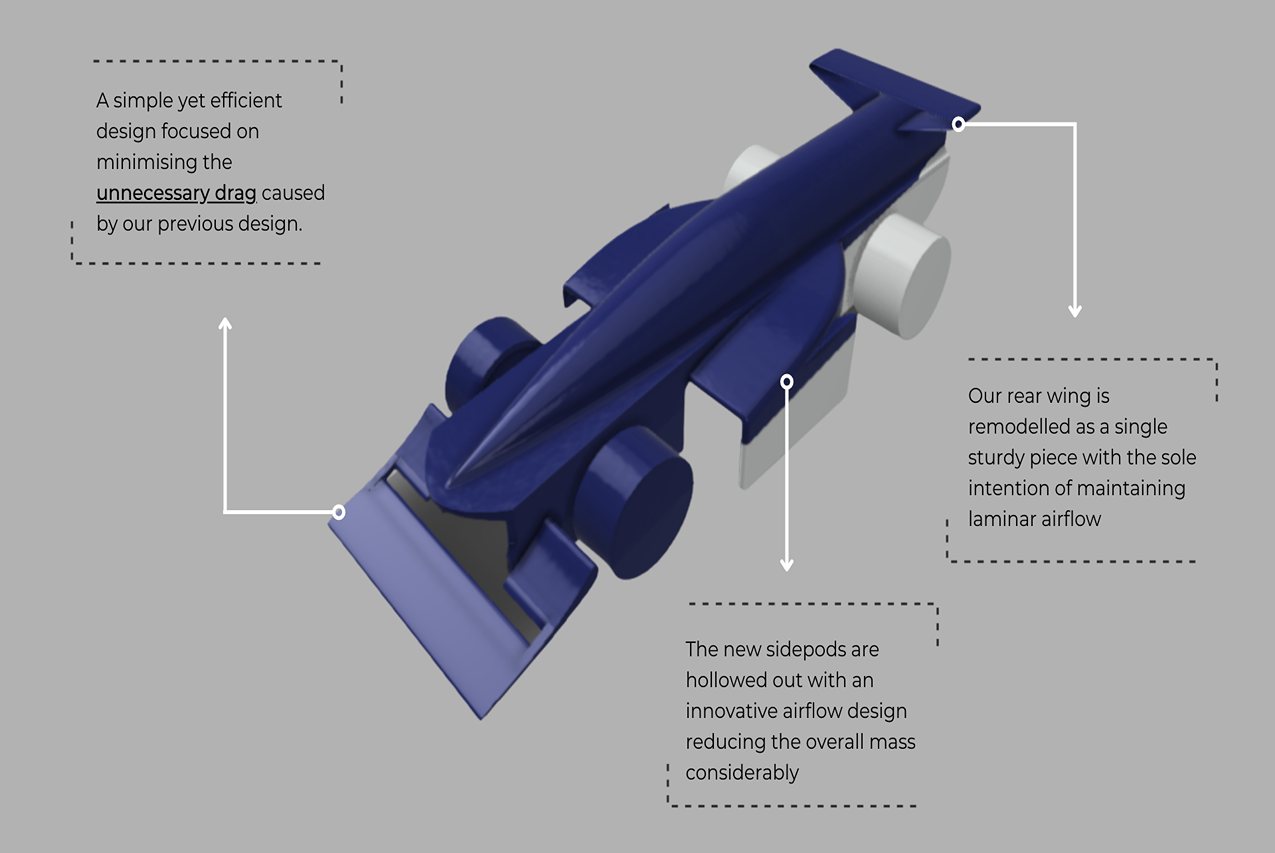 A simple yet efficient
design focused on
minimising the
unnecessary drag caused
by our previous design.
Our rear wing is
remodelled as a single
sturdy piece with the sole
intention of maintaining
laminar airflow
The new sidepods are
hollowed out with an
innovative airflow design
reducing the overall mass
considerably